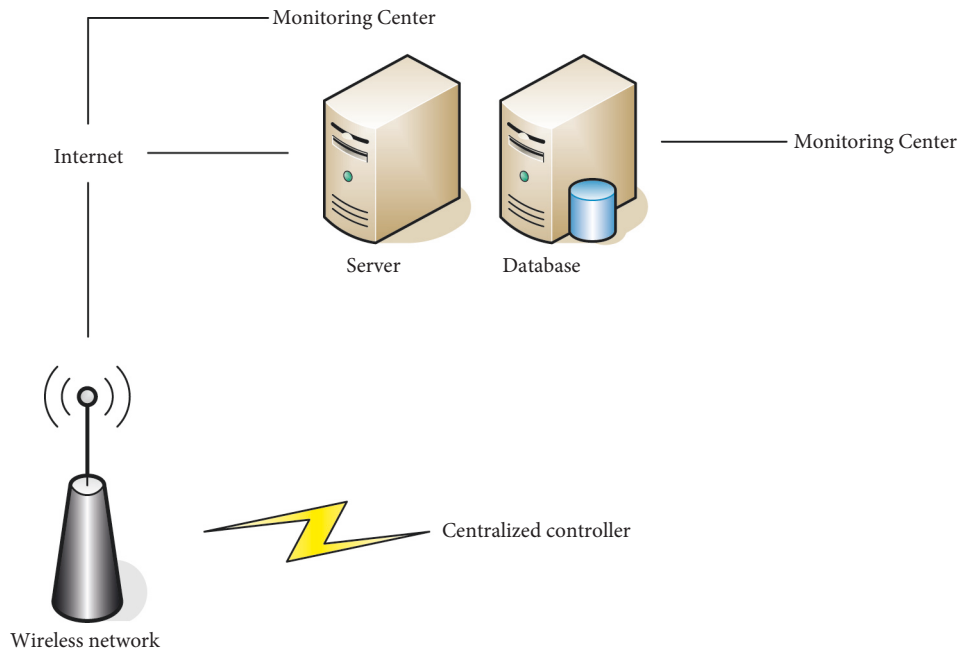 Monitoring Center
Internet
Monitoring Center
Server
Database
Centralized controller
Wireless network